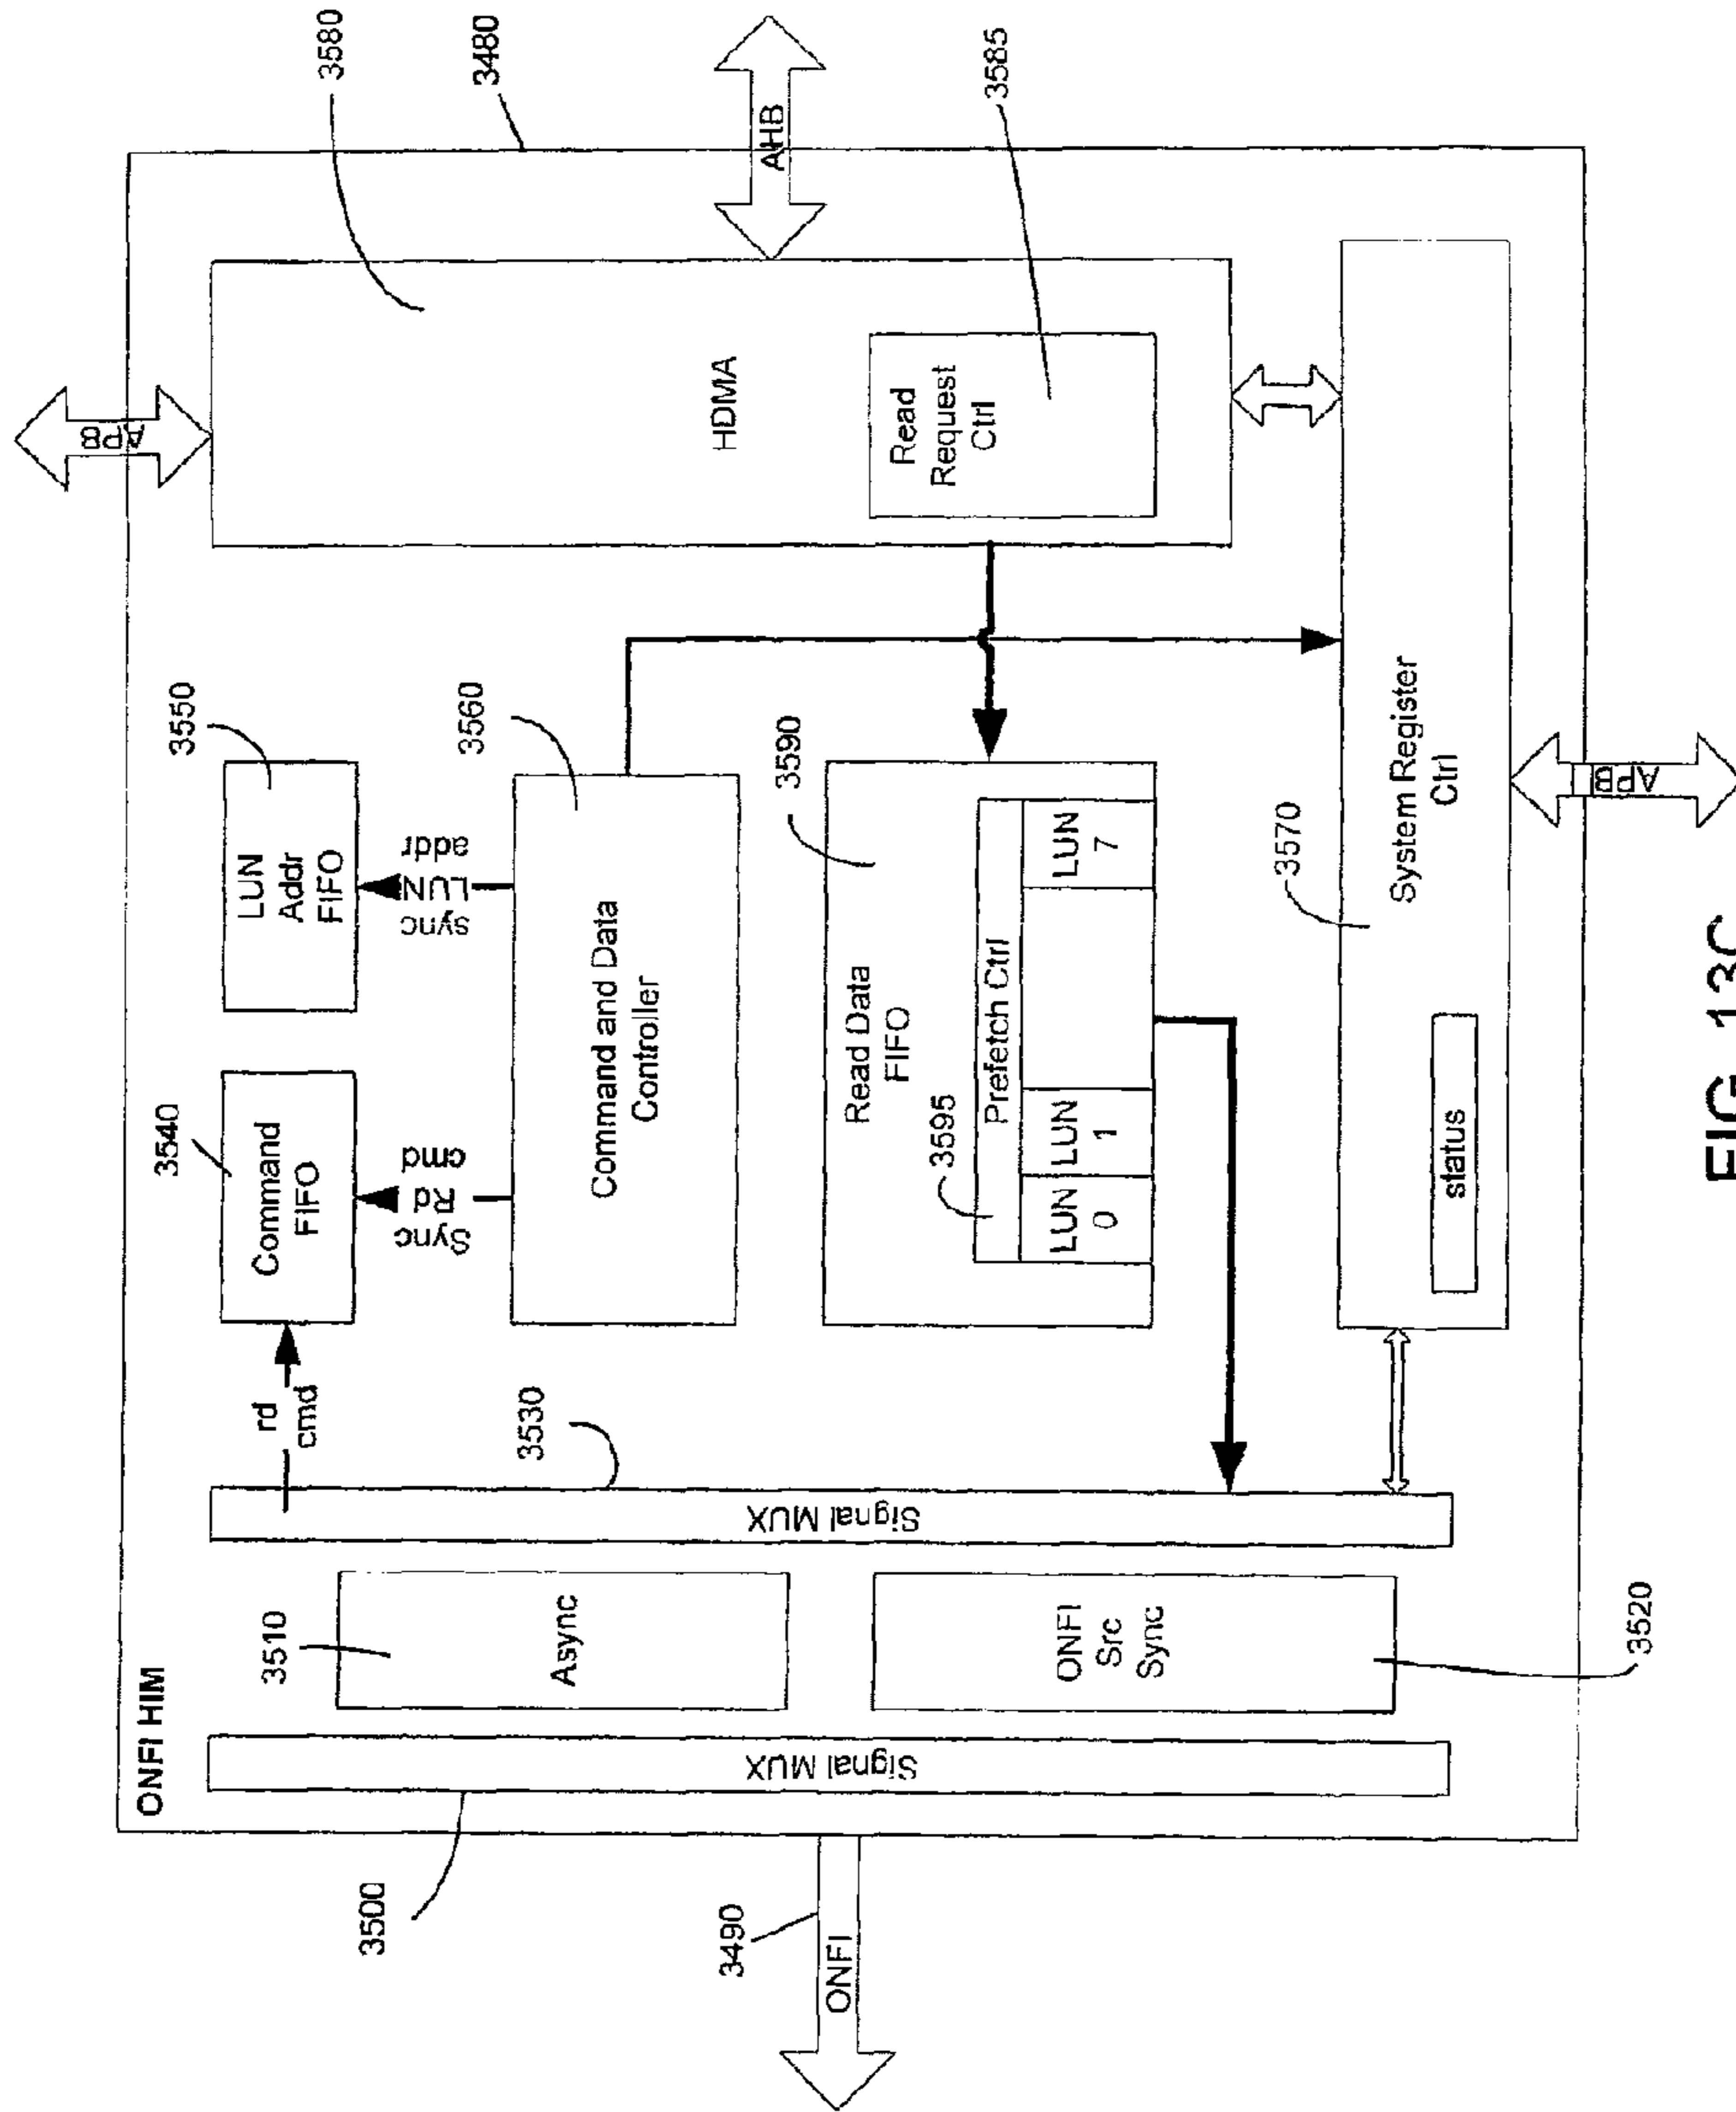 ONFI HIM
3580
3480
3585
APB
AHB
HDMA
Read
Request
Ctrl
3550
LUN
Addr
FIFO
3540
Command
FIFO
rd
cmd
3560
Sync
Rd
cmd
sync
LUN
addr
Command and Data
Controller
3590
Read Data
FIFO
3595
Prefetch Ctrl
LUN
0
LUN
1
LUN
7
3570
System Register
Ctrl
status
APB
3530
Signal MUX
3510
Async
ONFI
Src
Sync
3520
Signal MUX
3500
3490
ONFI
FIG. 13C